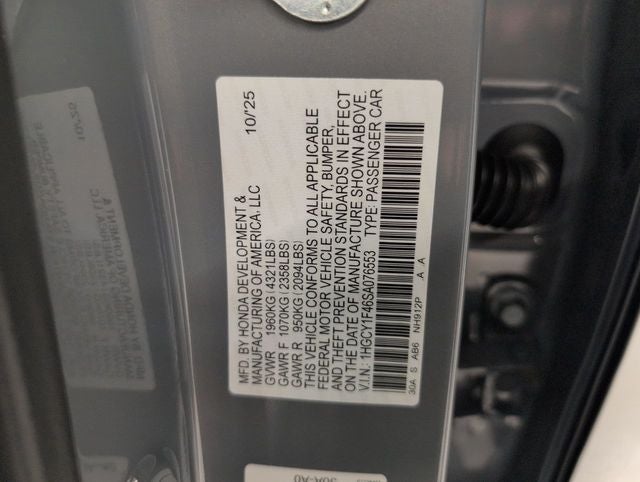 MFD. BY HONDA DEVELOPMENT & 10/'25
MANUFACTURING OF AMERICA, LLC
GVWR 1960KG(4321LBS)
GAWR F 1070KG(2358LBS)
GAWR R 950KG(2094LBS)
THIS VEHICLE CONFORMS TO ALL APPLICABLE
FEDERAL MOTOR VEHICLE SAFETY, BUMPER,
AND THEFT PREVENTION STANDARDS IN EFFECT
ON THE DATE OF MANUFACTURE SHOWN ABOVE.
V.I.N.: 1HGCY1F46SA076553 TYPE: PASSENGER CAR
30A S AB6 NH912P A A